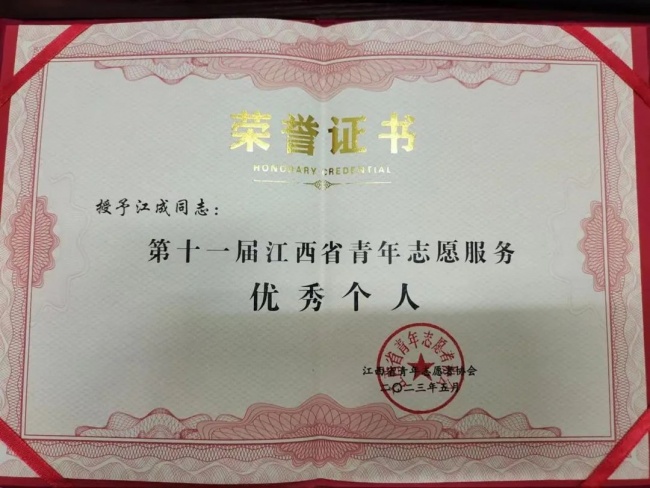 荣誉证书
HONORARY CREDENTIAL
授予江成同志：
第十一届江西省青年志愿服务
优秀个人
江西省青年志愿者协会
二〇二三年五月